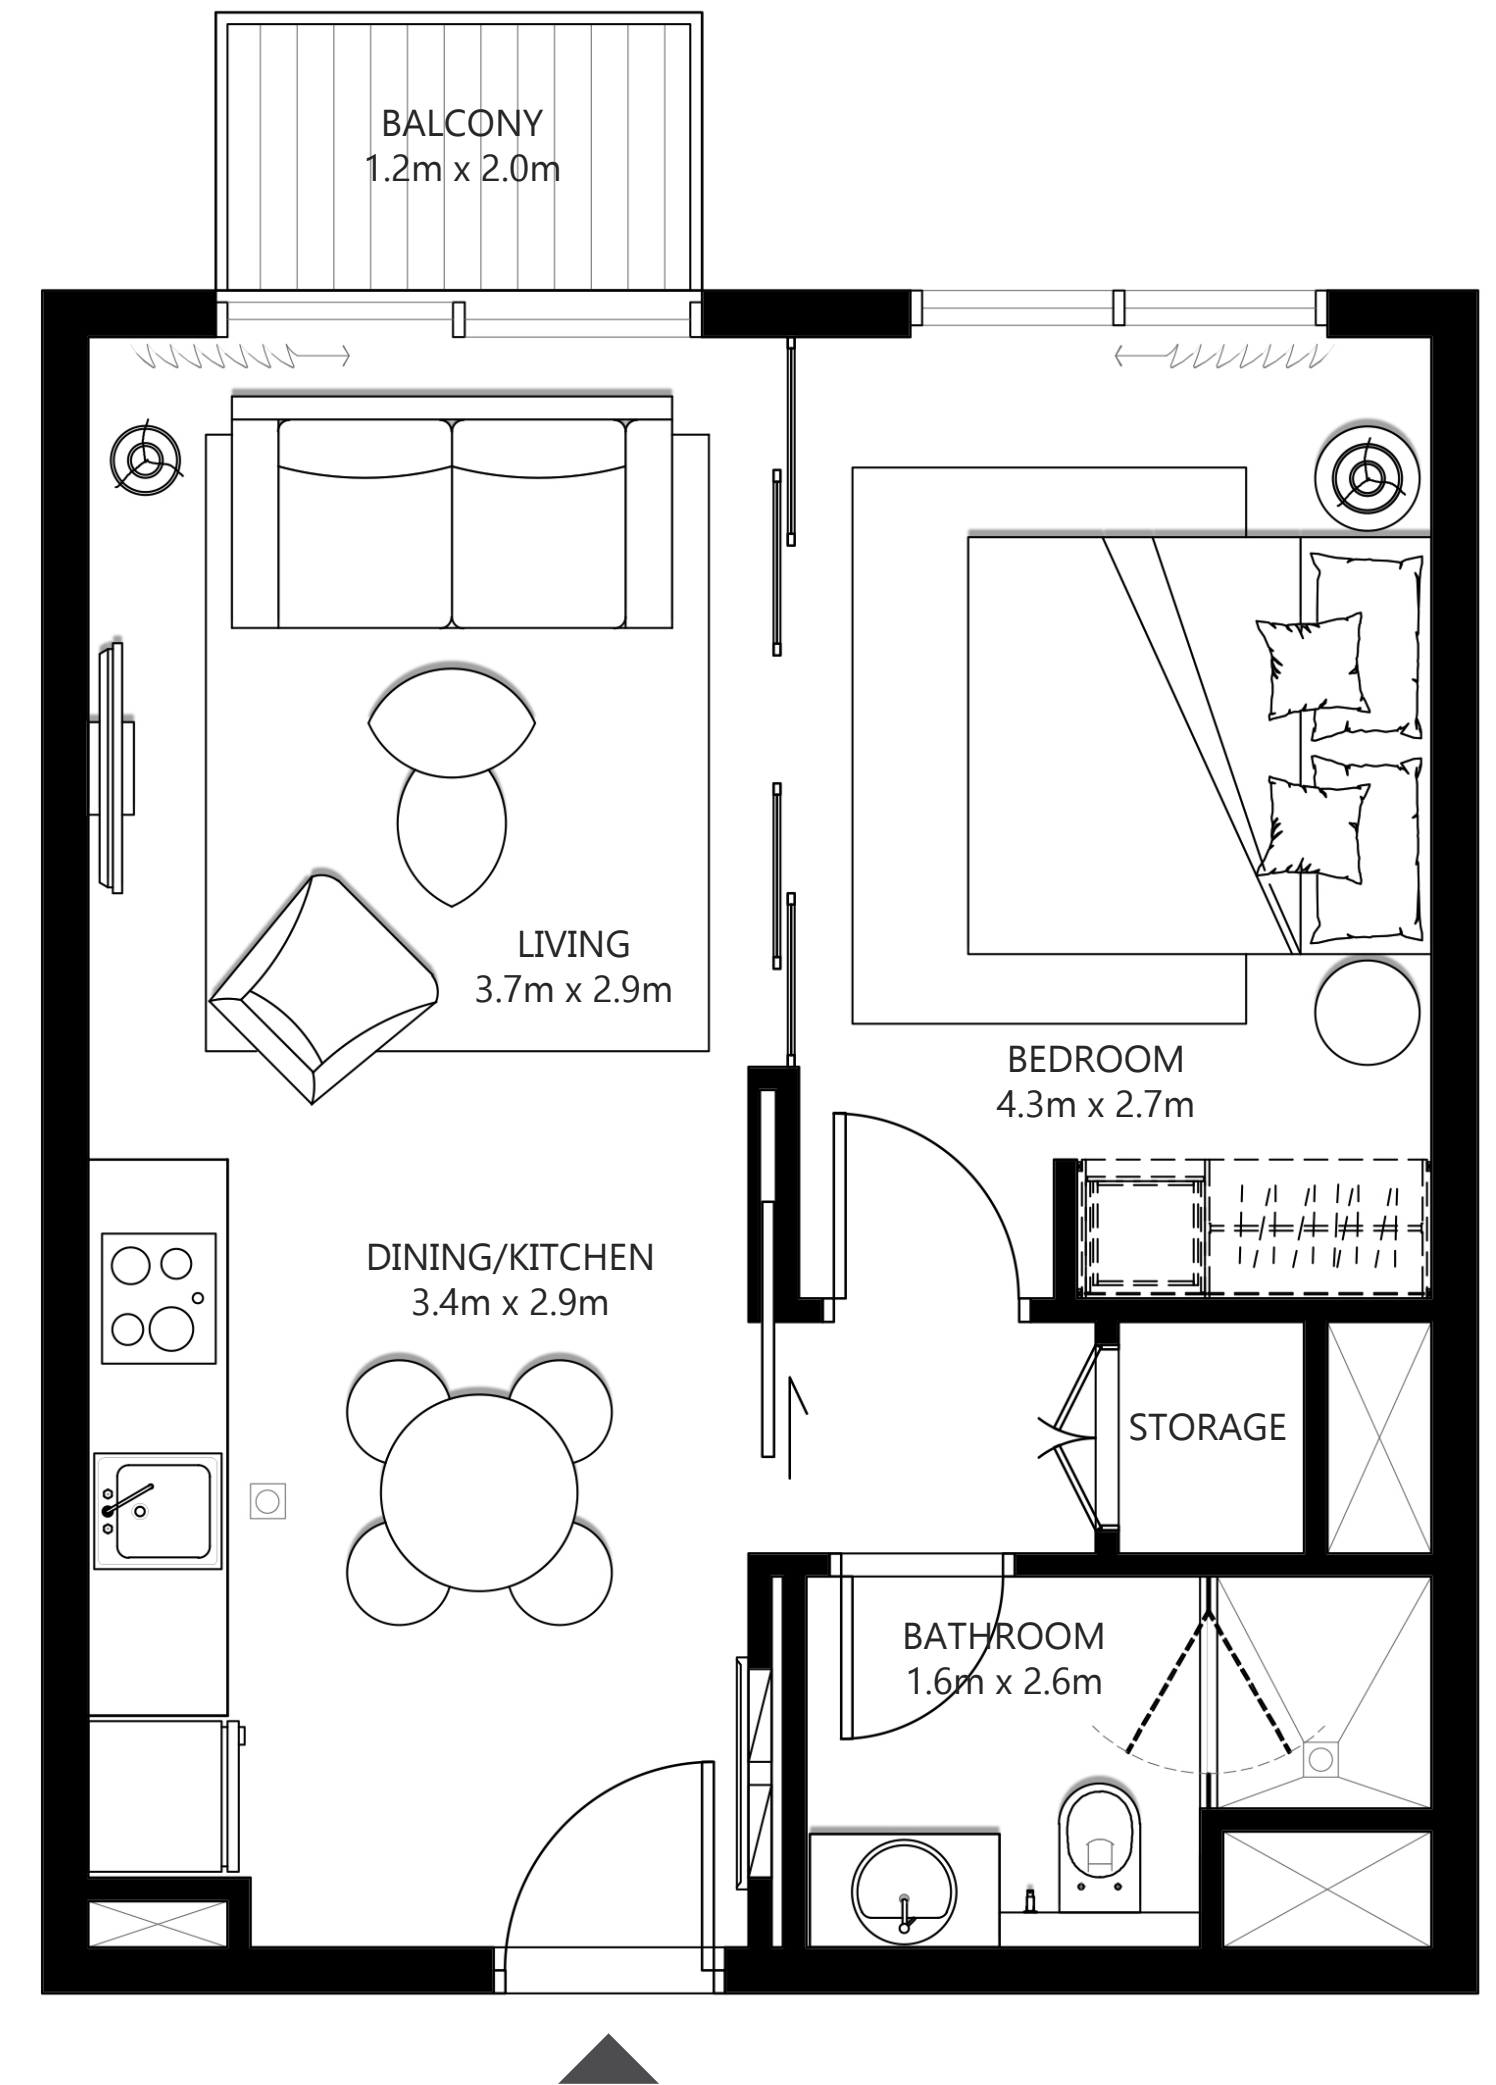 BALCONY
1.2m x 2.0m
LIVING
3.7m x 2.9m
BEDROOM
4.3m x 2.7m
DINING/KITCHEN
3.4m x 2.9m
STORAGE
BATHROOM
1.6m x 2.6m